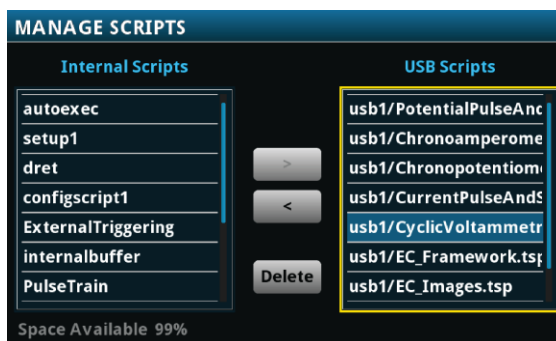 MANAGE SCRIPTS
Internal Scripts
autoexec
setup1
dret
configscript1
ExternalTriggering
internalbuffer
PulseTrain
>
<
Delete
USB Scripts
usb1/PotentialPulseAnd
usb1/Chronoamperome
usb1/Chronopotentiom
usb1/CurrentPulseAndS
usb1/CyclicVoltammetr
usb1/EC_Framework.tsp
usb1/EC_Images.tsp
Space Available 99%